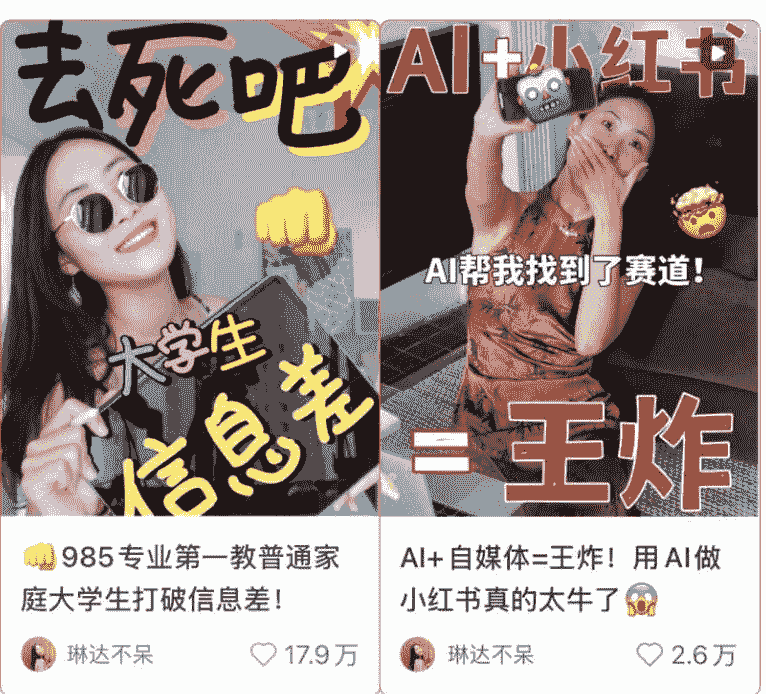 去死吧
大学生
信息差
👊985专业第一教普通家
庭大学生打破信息差！
琳达不呆
17.9万
AI+小红书
AI帮我找到了赛道！
=王炸
AI+自媒体=王炸！用AI做
小红书真的太牛了😱
琳达不呆
2.6万